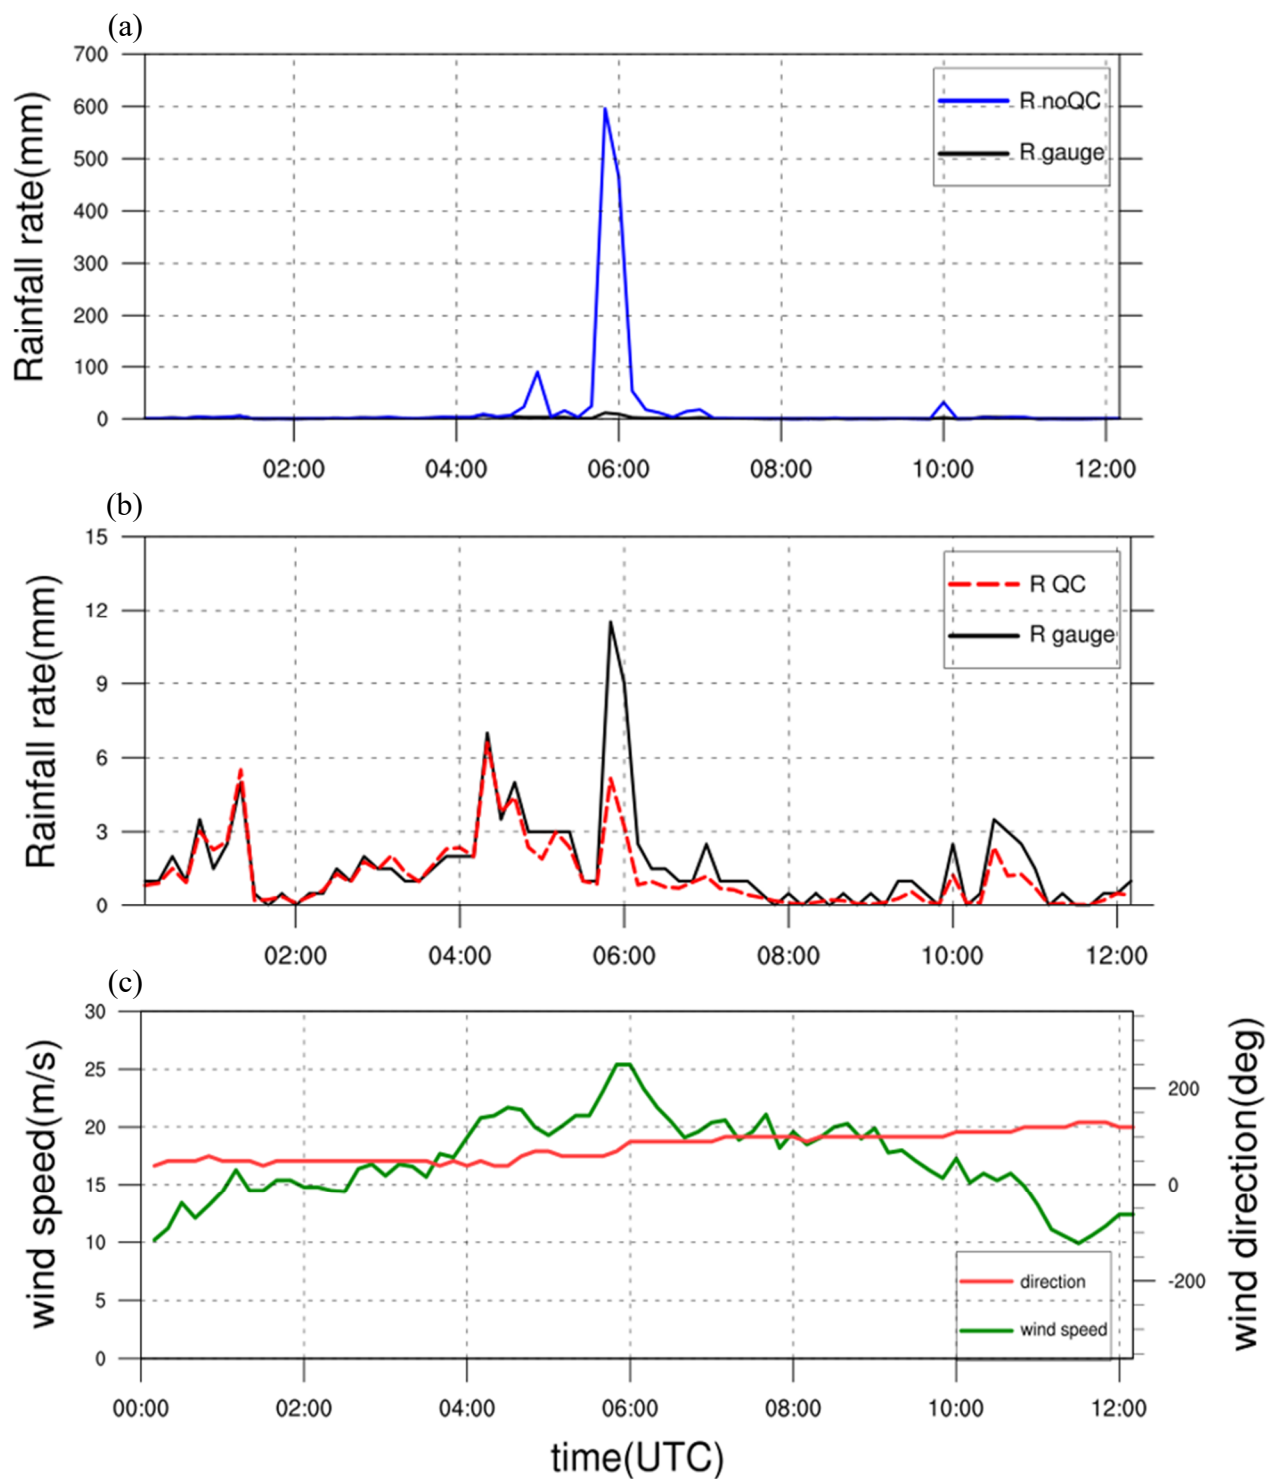 (a)
700
600
500
400
300
200
100
0
Rainfall rate(mm)
R noQC
R gauge
02:00 04:00 06:00 08:00 10:00 12:00
(b)
15
12
9
6
3
0
Rainfall rate(mm)
R QC
R gauge
02:00 04:00 06:00 08:00 10:00 12:00
(c)
30
25
20
15
10
5
0
wind speed(m/s)
200
0
-200
wind direction(deg)
direction
wind speed
00:00 02:00 04:00 06:00 08:00 10:00 12:00
time(UTC)